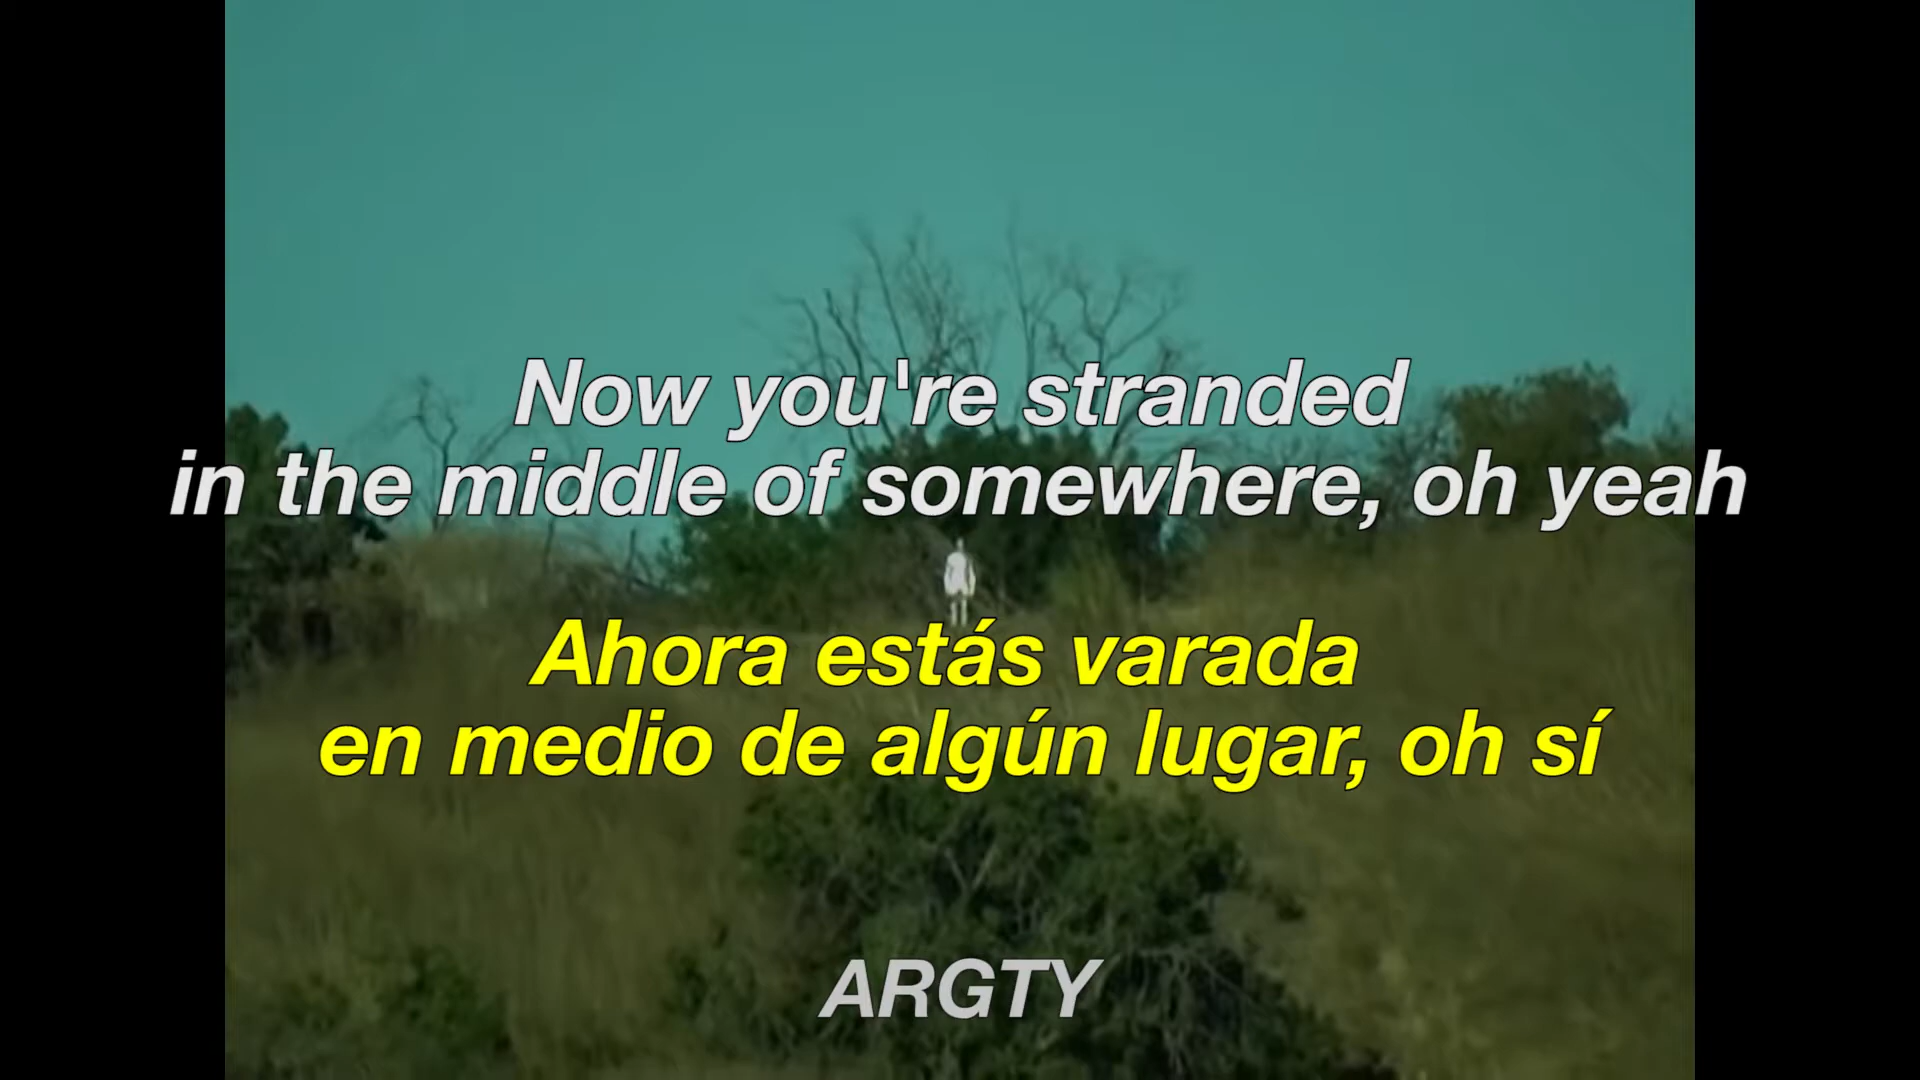 Now you're stranded
in the middle of somewhere, oh yeah
Ahora estás varada
en medio de algún lugar, oh sí
ARGTY